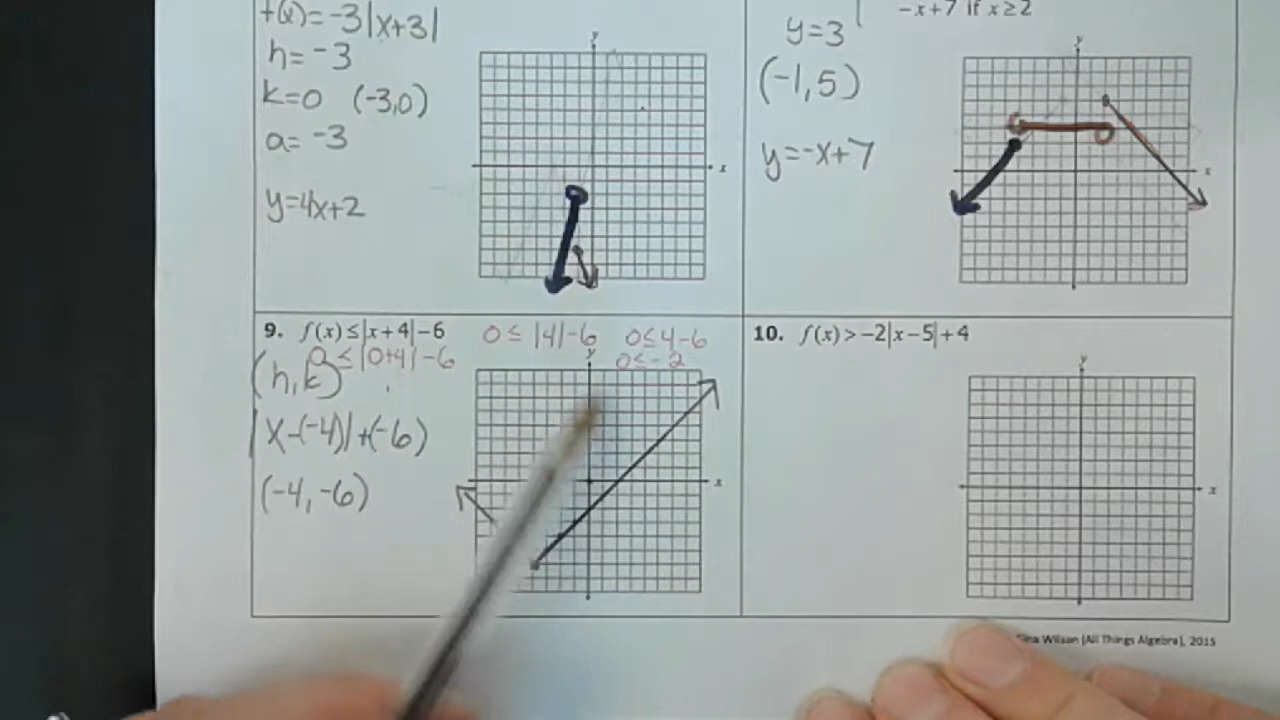 f(x)=-3|x+3|
h=-3
k=0 (-3,0)
a=-3
y=4x+2
y
x
-x+7 if x≥2
y=3
(-1,5)
y=-x+7
y
x
9. f(x)≤|x+4|-6
0≤|4|-6 0≤4-6
0≤|0+4|-6 0≤-2
(h,k)
|x-(-4)|+(-6)
(-4,-6)
y
x
10. f(x)>-2|x-5|+4
y
x
Gina Wilson (All Things Algebra), 2015